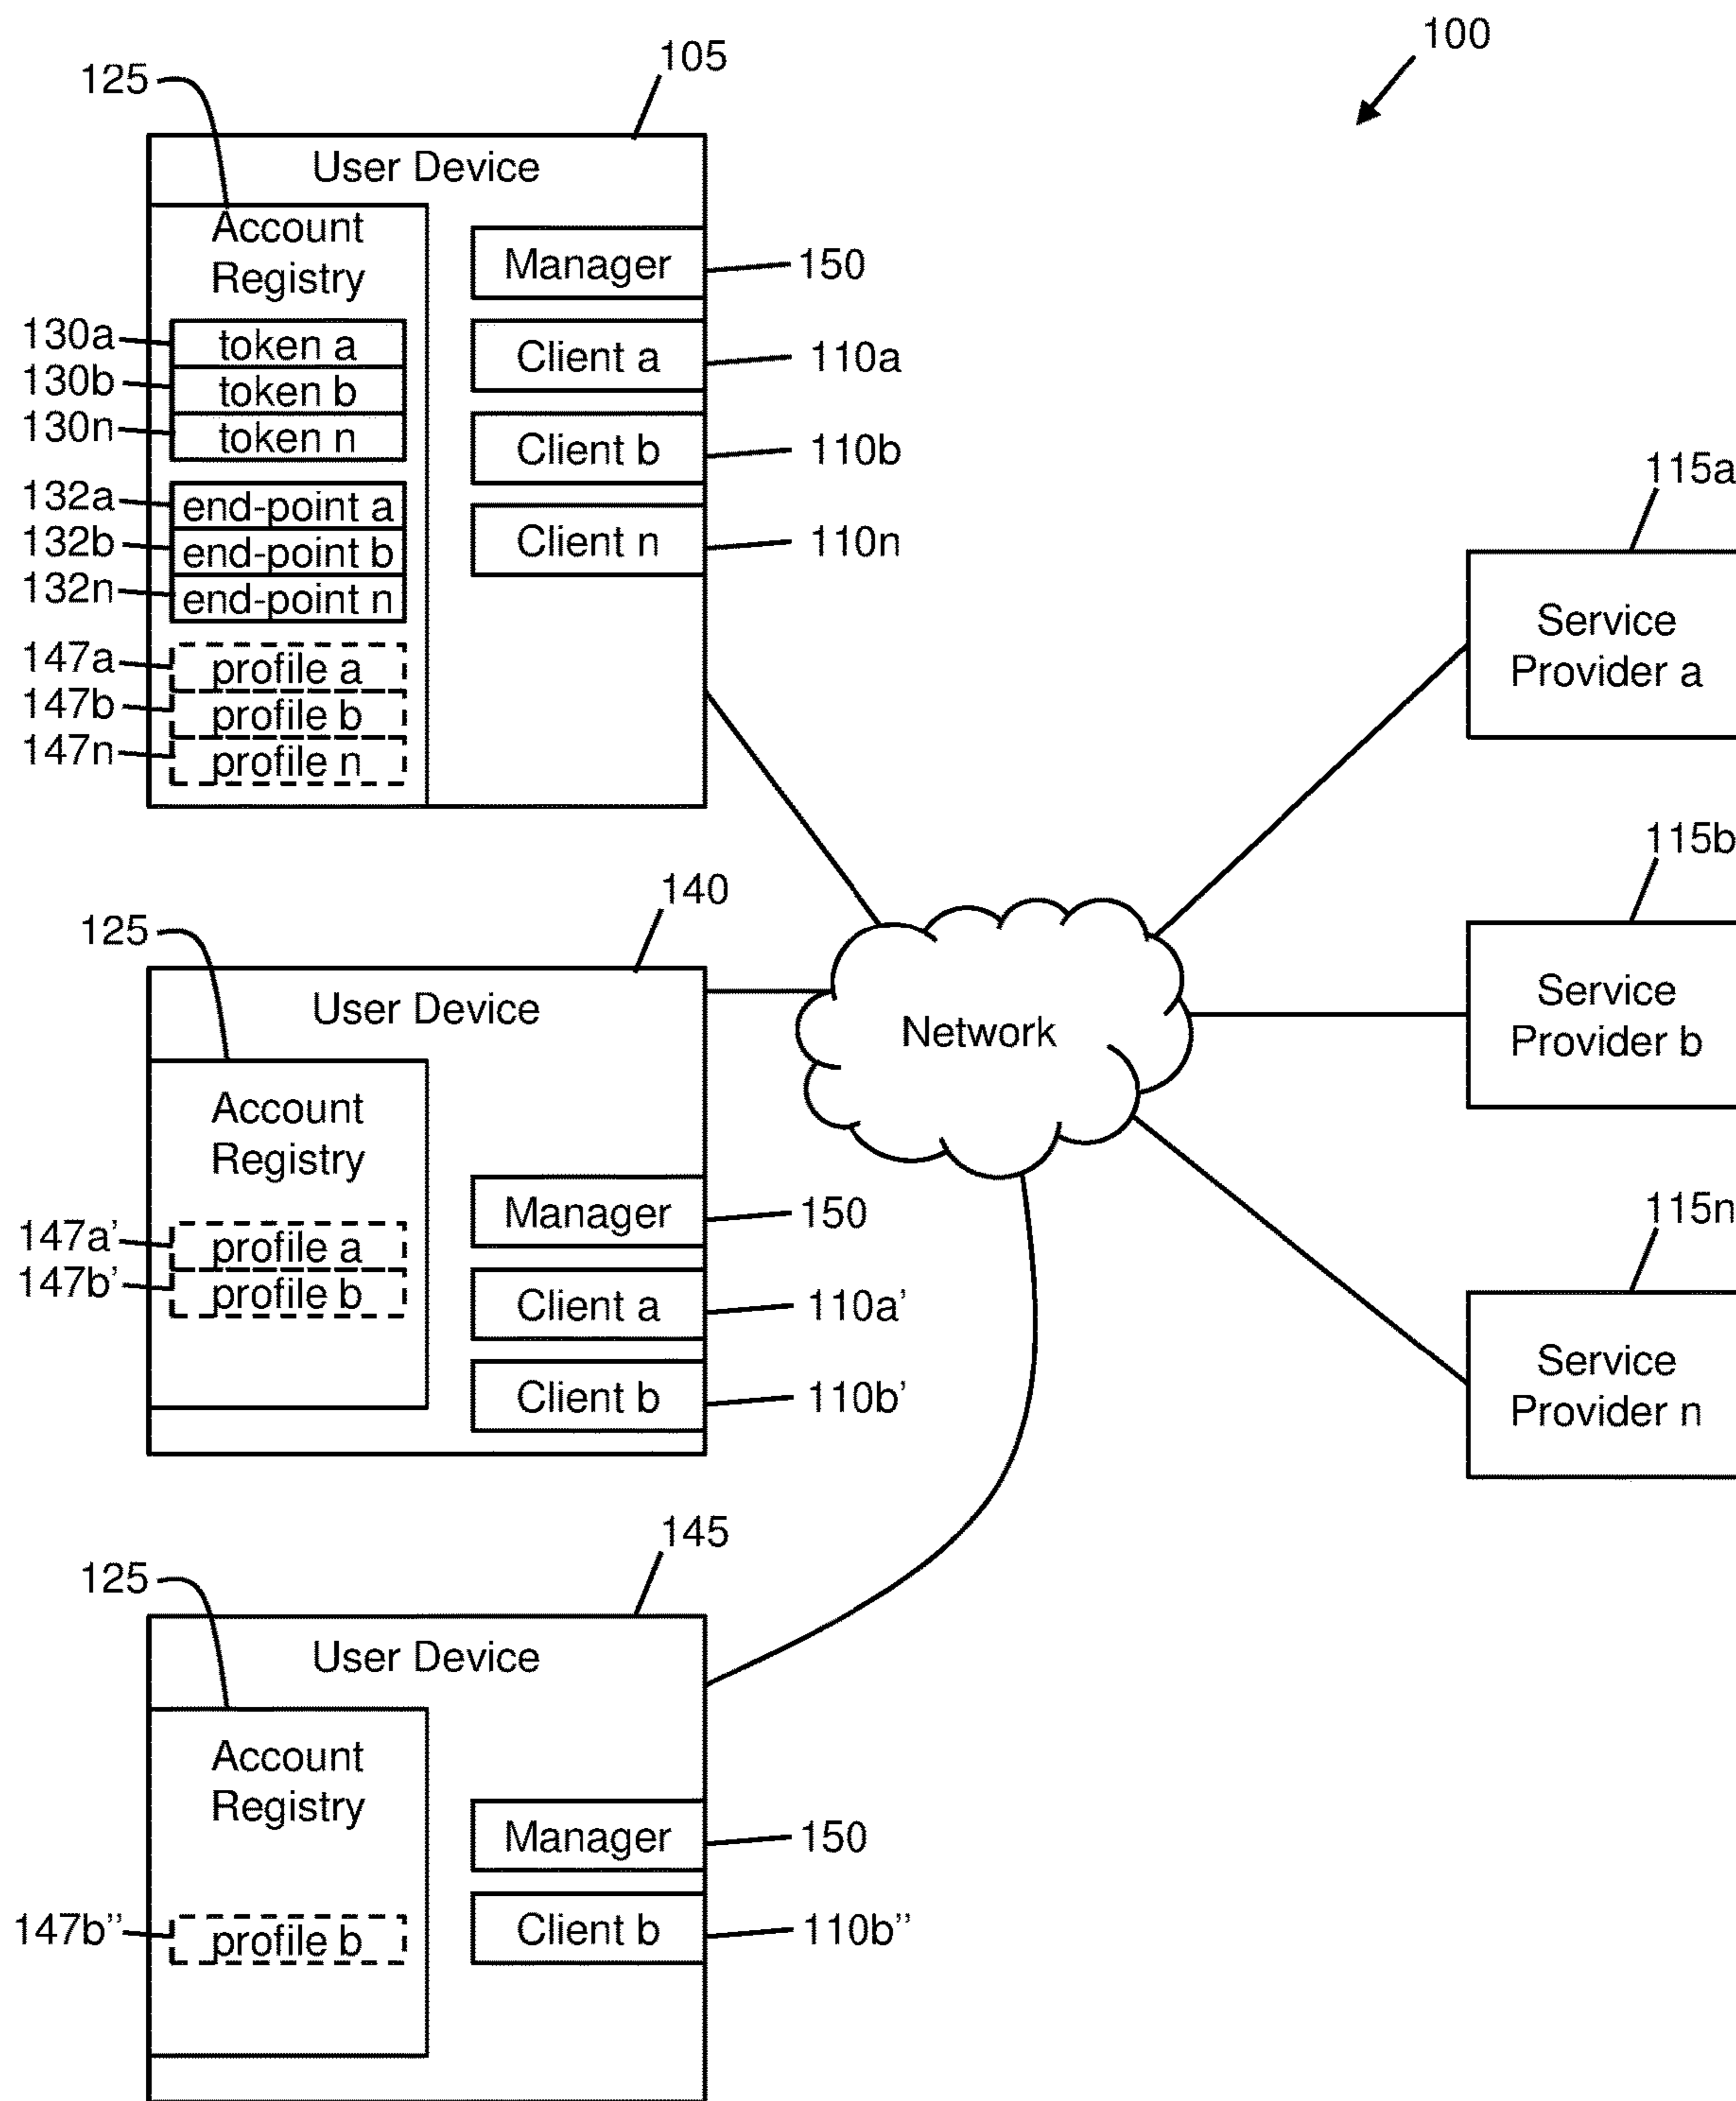 100
105
125
User Device
Account
Registry
Manager
150
130a
token a
130b
token b
130n
token n
Client a
110a
Client b
110b
132a
end-point a
132b
end-point b
132n
end-point n
Client n
110n
147a
profile a
147b
profile b
147n
profile n
115a
Service
Provider a
115b
Service
Provider b
115n
Service
Provider n
Network
140
125
User Device
Account
Registry
Manager
150
147a’
profile a
147b’
profile b
Client a
110a’
Client b
110b’
145
125
User Device
Account
Registry
Manager
150
147b’’
profile b
Client b
110b’’